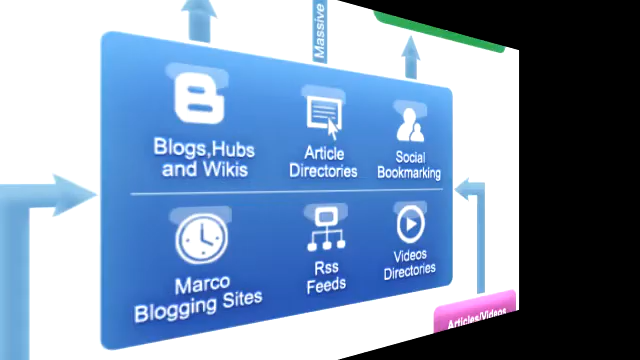 Massive
Blogs,Hubs
and Wikis
Article
Directories
Social
Bookmarking
Marco
Blogging Sites
Rss
Feeds
Videos
Directories
Articles/Videos